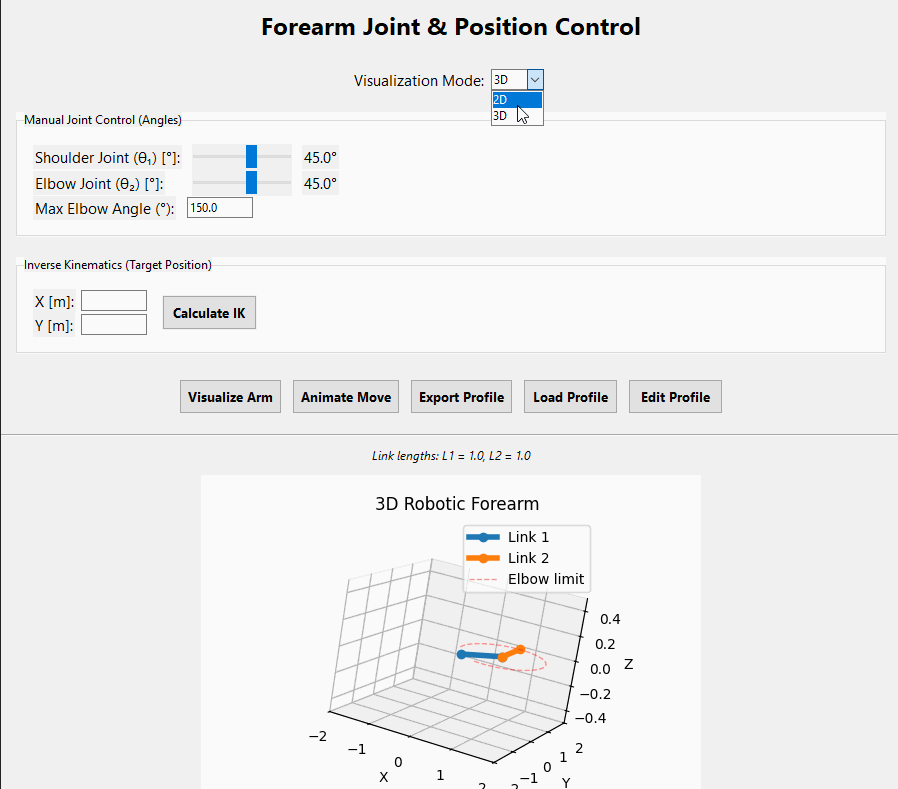 Forearm Joint & Position Control
Visualization Mode: 3D
2D
3D
Manual Joint Control (Angles)
Shoulder Joint (θ₁) [°]: 45.0°
Elbow Joint (θ₂) [°]: 45.0°
Max Elbow Angle (°): 150.0
Inverse Kinematics (Target Position)
X [m]:
Y [m]:
Calculate IK
Visualize Arm Animate Move Export Profile Load Profile Edit Profile
Link lengths: L1 = 1.0, L2 = 1.0
3D Robotic Forearm
Link 1
Link 2
Elbow limit
0.4
0.2
0.0 Z
−0.2
−0.4
−2 −1 0 1 2
X
−2 −1 0 1 2
Y